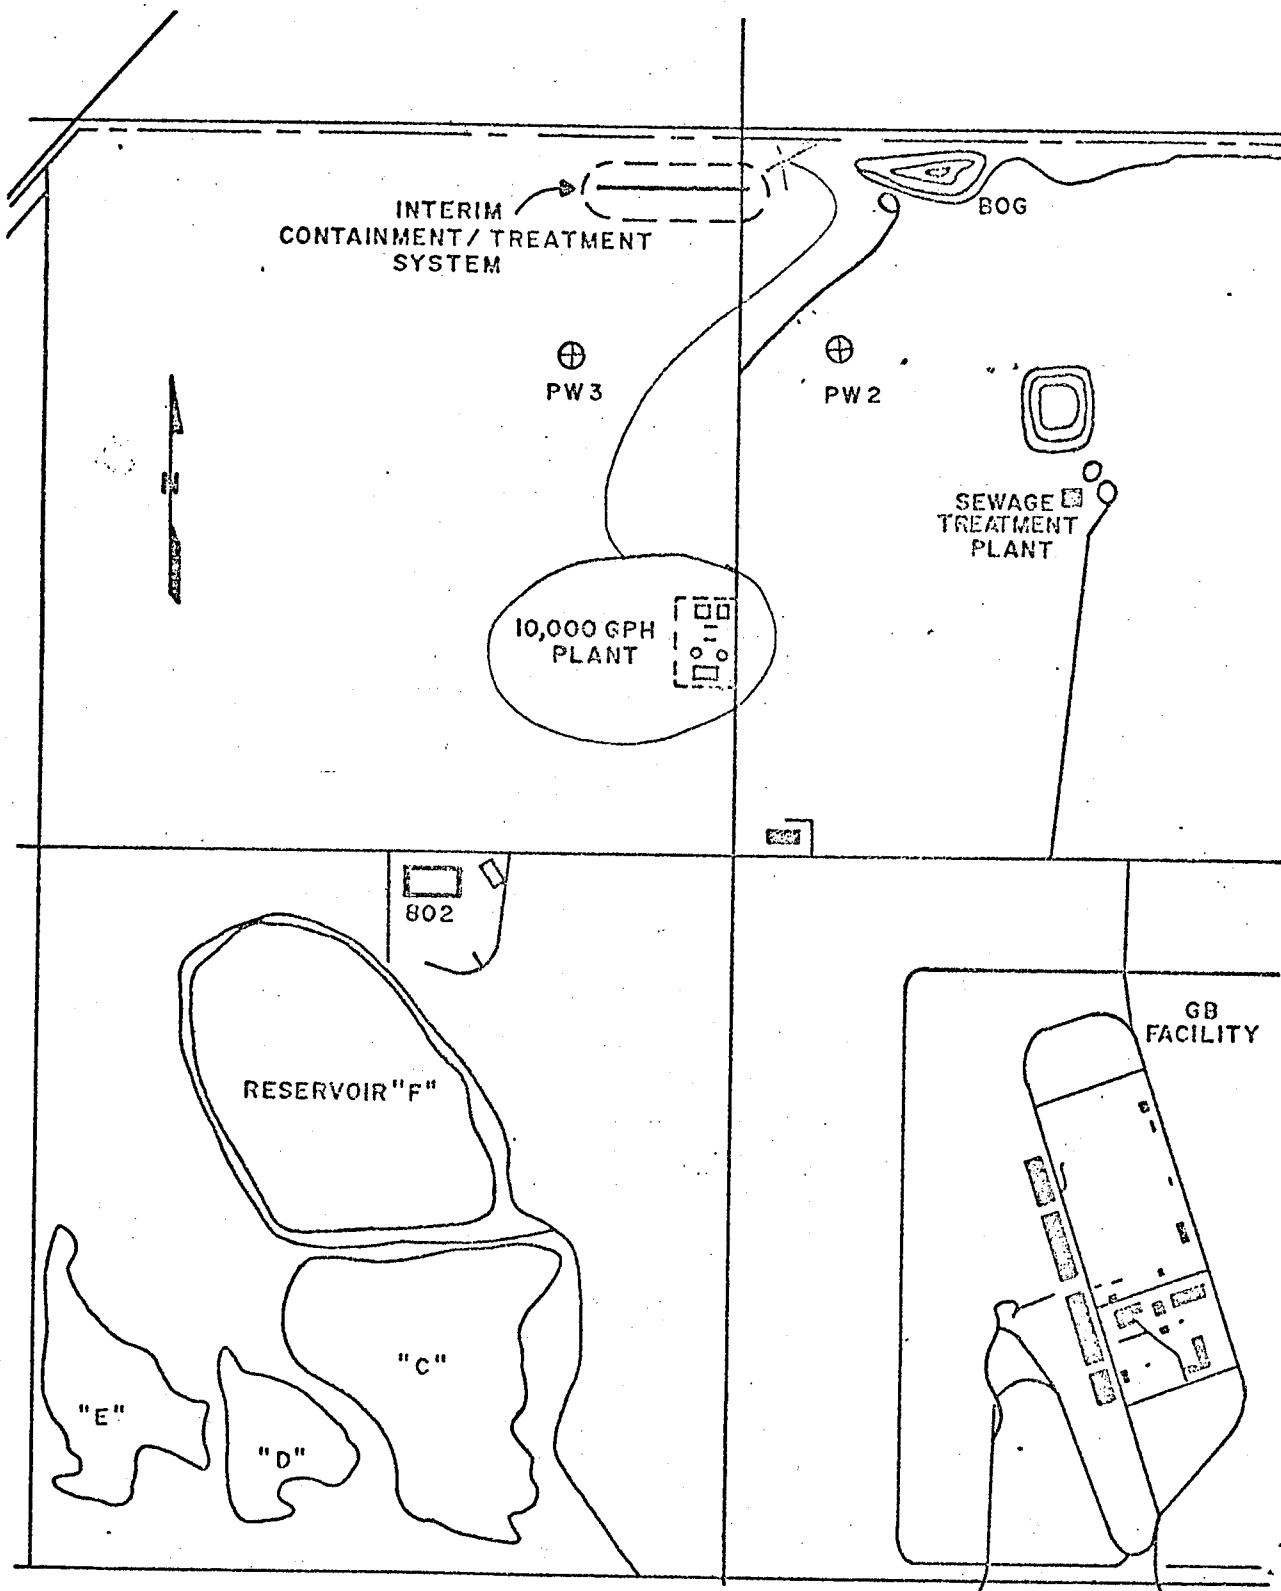 INTERIM
CONTAINMENT/ TREATMENT
SYSTEM
BOG
PW3
PW2
SEWAGE
TREATMENT
PLANT
10,000 GPH
PLANT
802
GB
FACILITY
RESERVOIR "F"
"C"
"E"
"D"